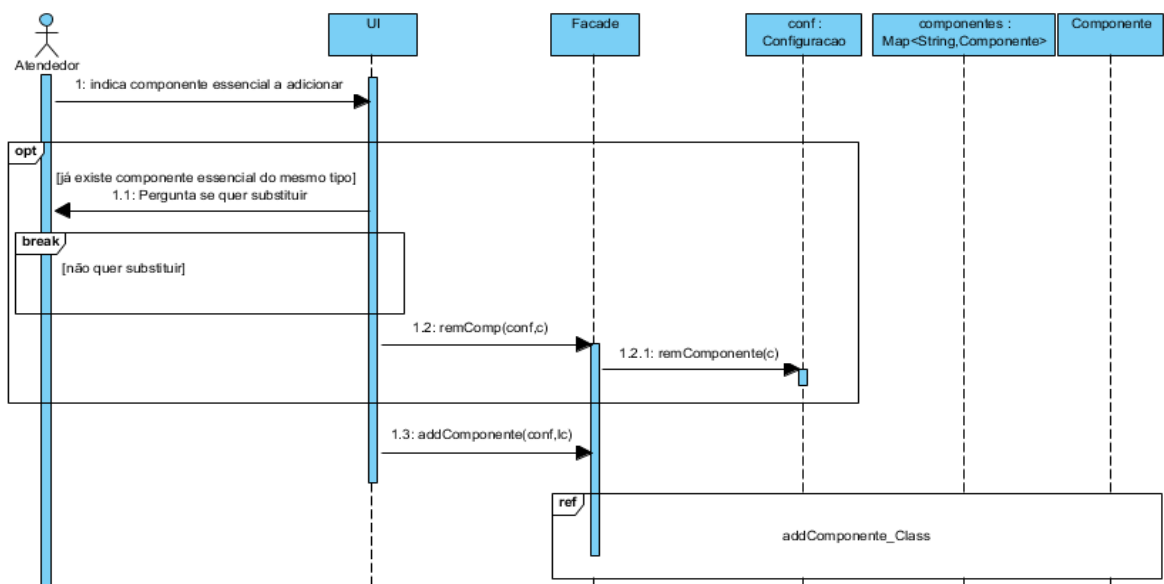 UI
Facade
conf :
Configuracao
componentes :
Map<String,Componente>
Componente
Atendedor
1: indica componente essencial a adicionar
opt
[já existe componente essencial do mesmo tipo]
1.1: Pergunta se quer substituir
break
[não quer substituir]
1.2: remComp(conf,c)
1.2.1: remComponente(c)
1.3: addComponente(conf,lc)
ref
addComponente_Class